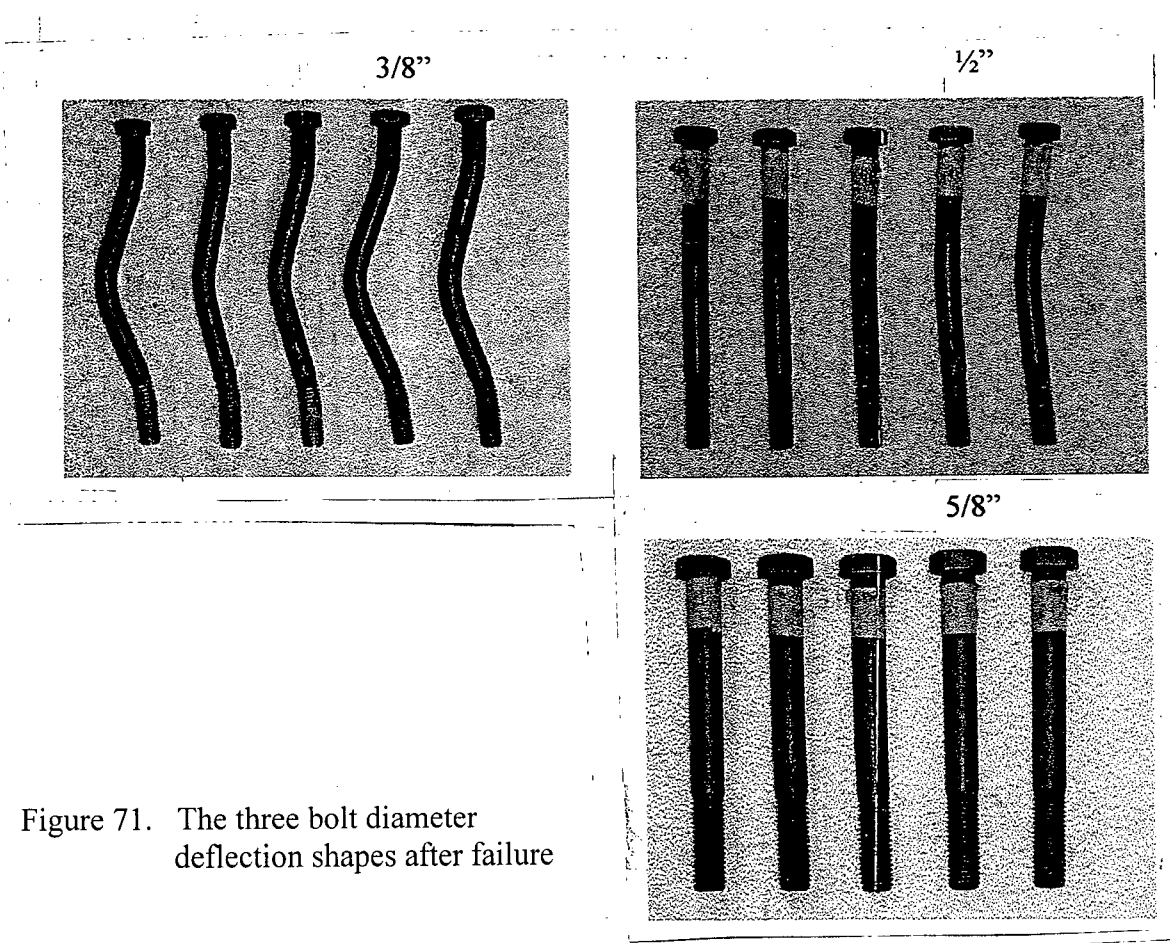 3/8”
½”
5/8”
Figure 71. The three bolt diameter
deflection shapes after failure